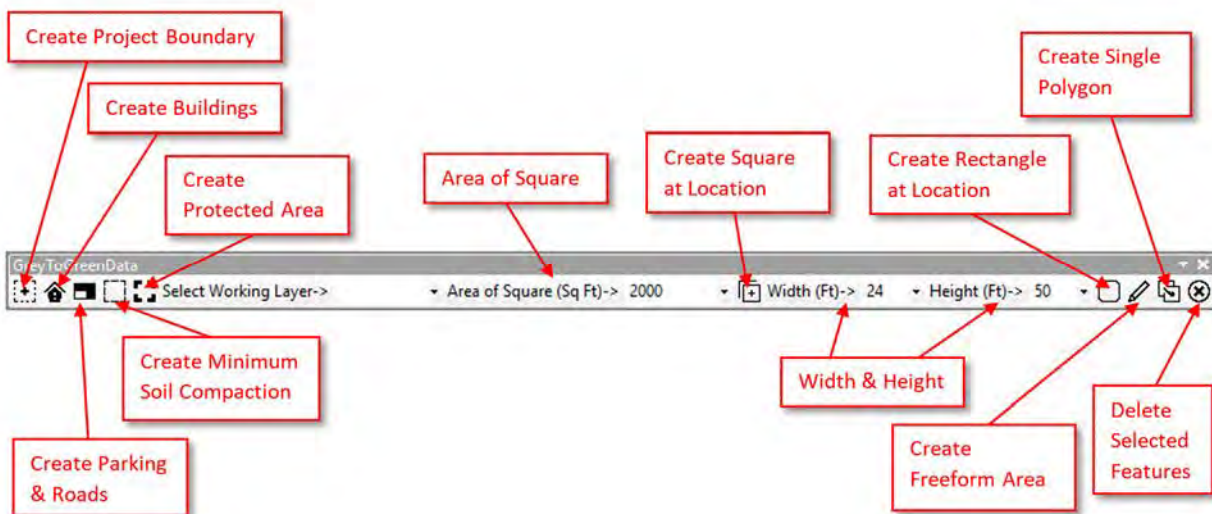 Create Project Boundary
Create Buildings
Create
Protected Area
Area of Square
Create Square
at Location
Create Rectangle
at Location
Create Single
Polygon
GreyToGreenData
Select Working Layer-> Area of Square (Sq Ft)-> 2000 Width (Ft)-> 24 Height (Ft)-> 50
Create Parking
& Roads
Create Minimum
Soil Compaction
Width & Height
Create
Freeform Area
Delete
Selected
Features